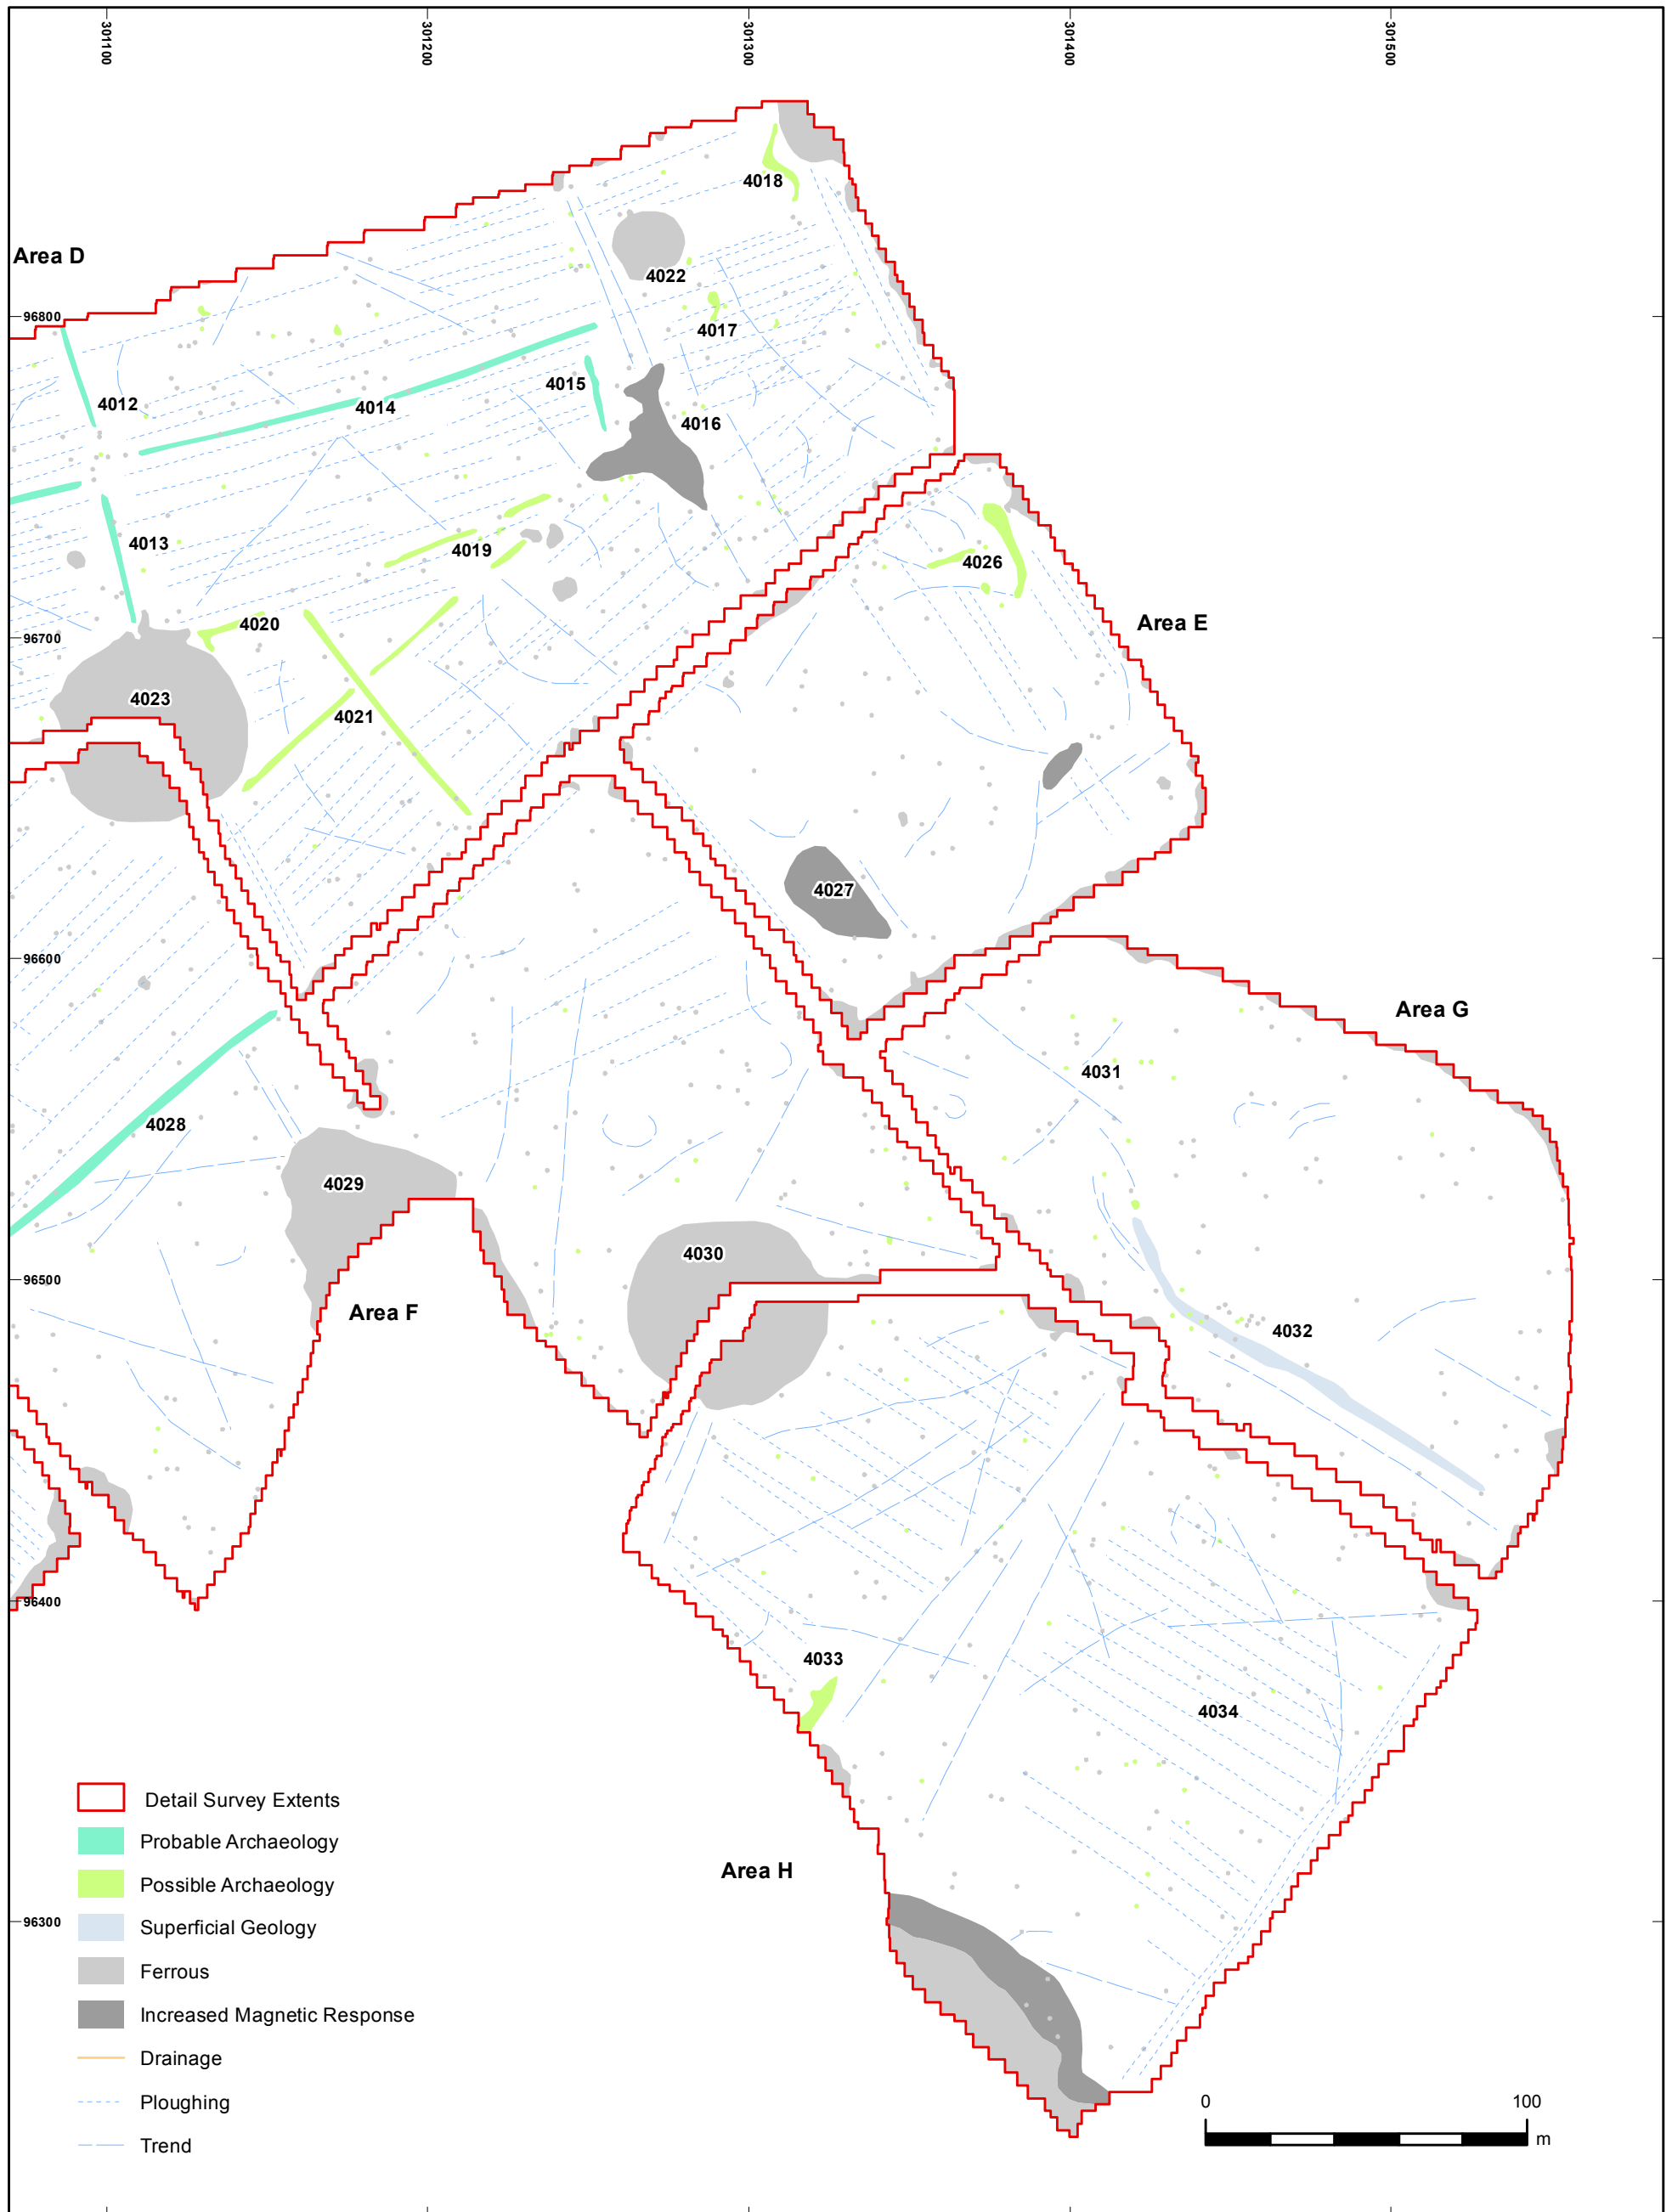 301100
301200
301300
301400
301500
4018
Area D
4022
96800
4017
4015
4012
4014
4016
4013
4019
4026
4020
Area E
96700
4023
4021
4027
96600
Area G
4031
4028
4029
4030
96500
Area F
4032
96400
4033
4034
Detail Survey Extents
Probable Archaeology
Area H
Possible Archaeology
96300
Superficial Geology
Ferrous
Increased Magnetic Response
Drainage
Ploughing
0 100
m
Trend